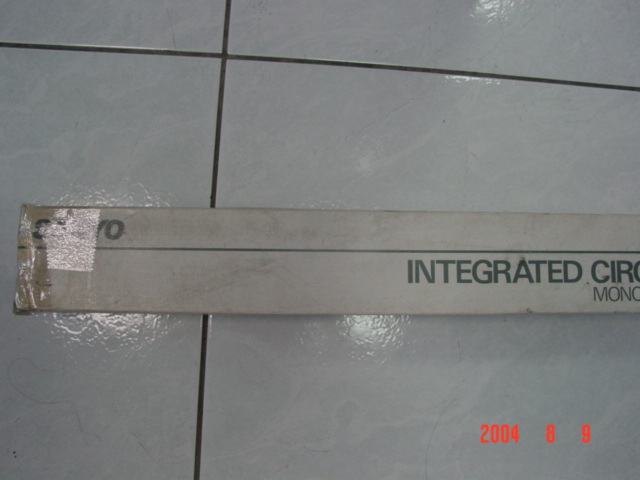 INTEGRATED CIRC
MONO
2004 8 9